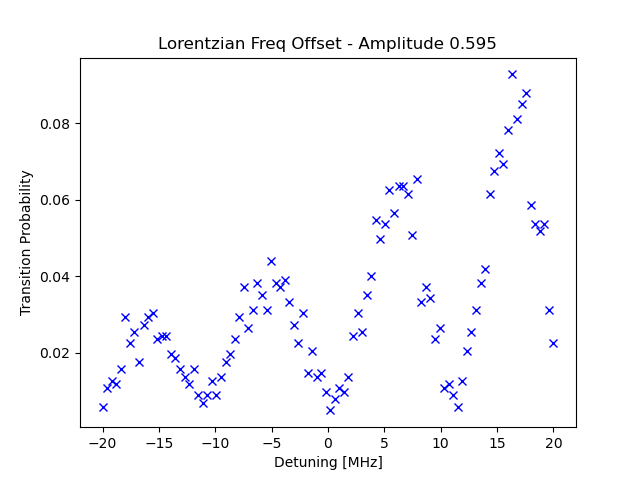 Lorentzian Freq Offset - Amplitude 0.595
Transition Probability
0.08
0.06
0.04
0.02
−20 −15 −10 −5 0 5 10 15 20
Detuning [MHz]